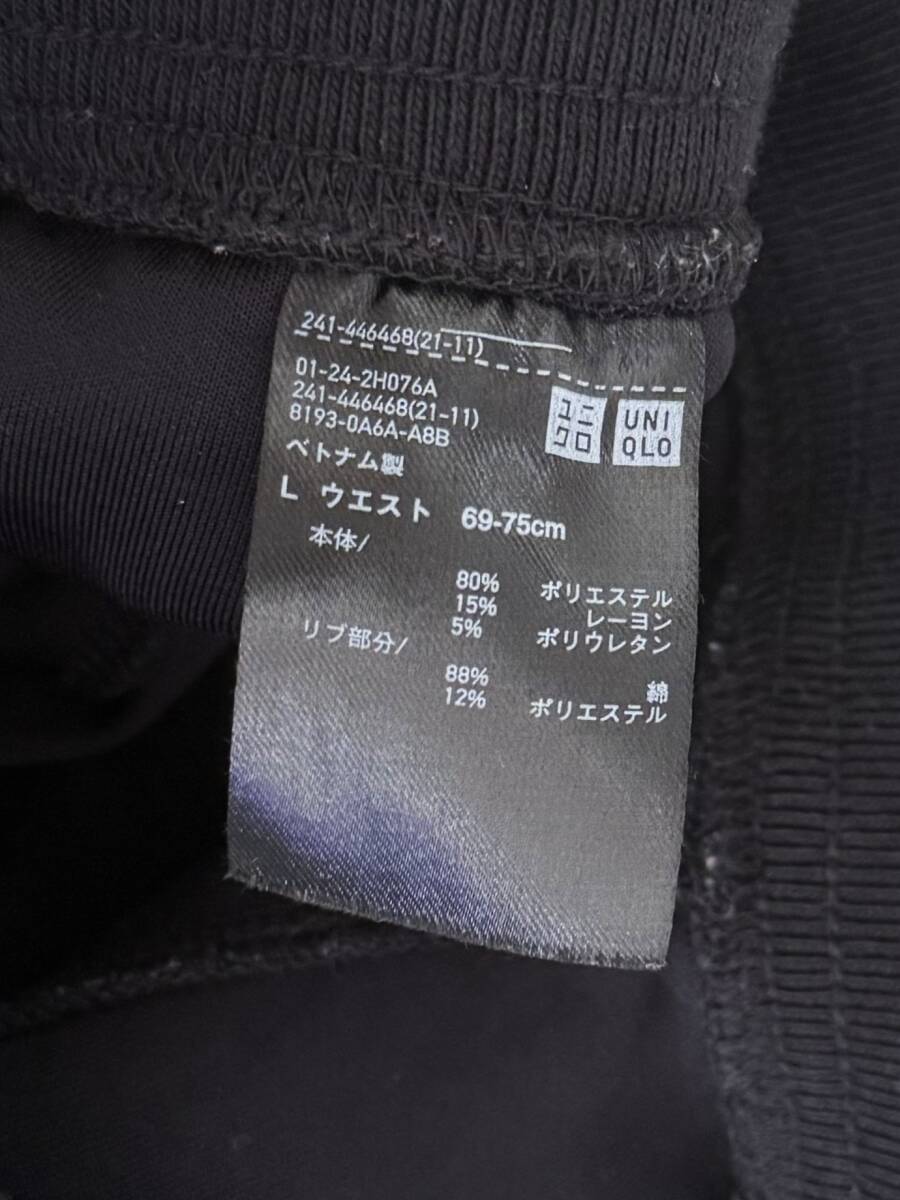 241-446468(21-11)
01-24-2H076A
241-446468(21-11)
8193-0A6A-A8B
ユニ
クロ
UNI
QLO
ベトナム製
L ウエスト 69-75cm
本体/
80% ポリエステル
15% レーヨン
5% ポリウレタン
リブ部分/
88% 綿
12% ポリエステル